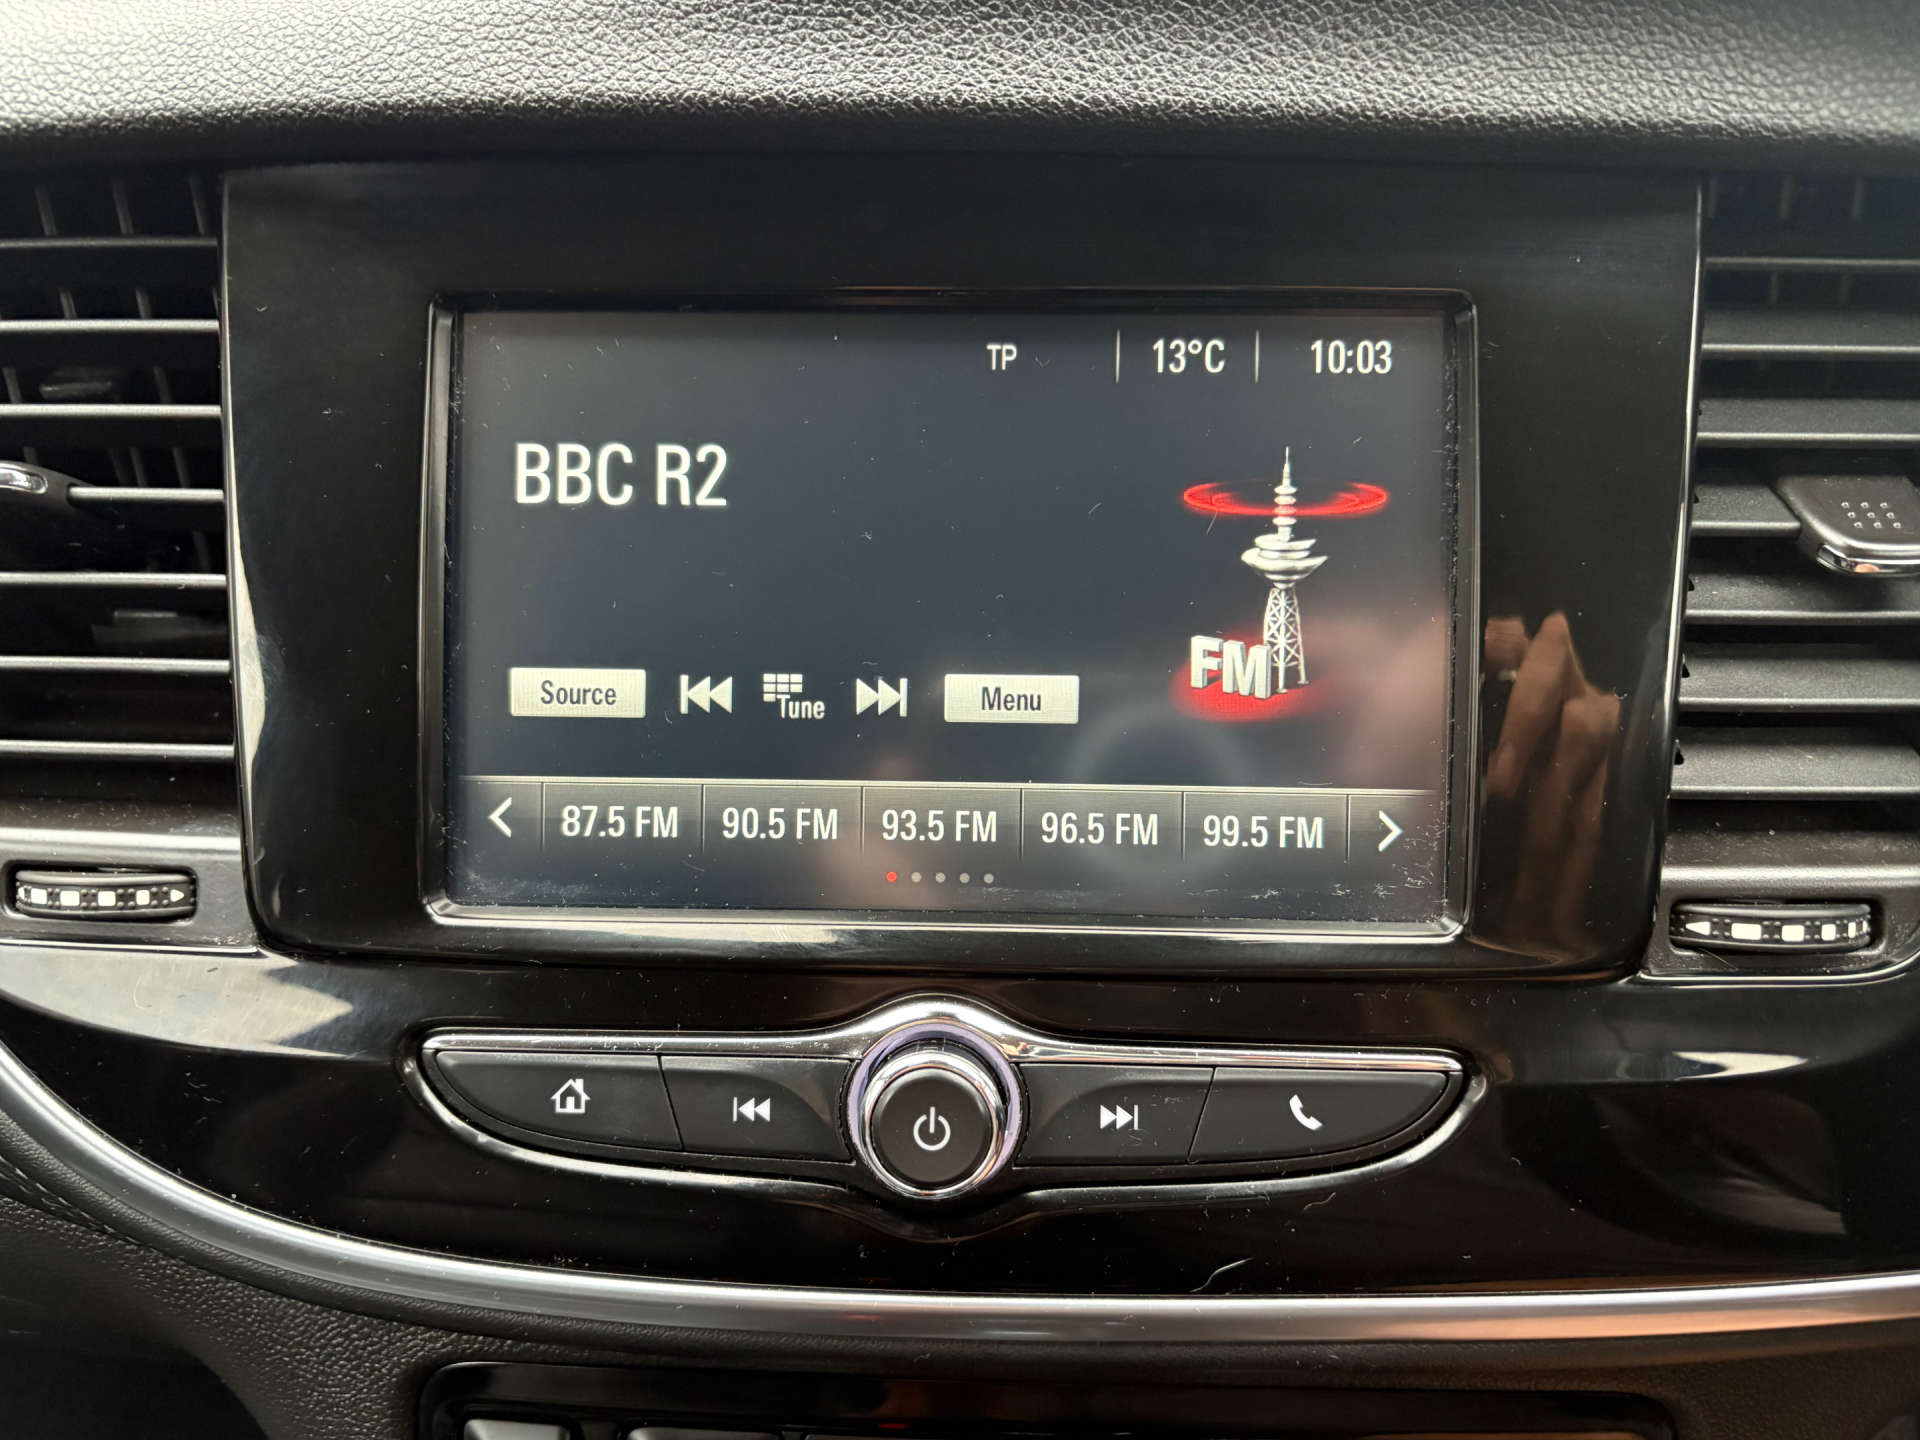 TP 13°C 10:03
BBC R2
FM
Source Tune Menu
87.5 FM 90.5 FM 93.5 FM 96.5 FM 99.5 FM